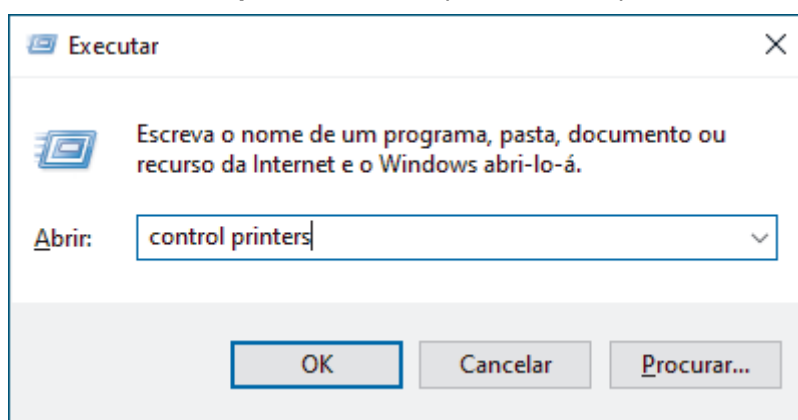 Executar
Escreva o nome de um programa, pasta, documento ou
recurso da Internet e o Windows abri-lo-á.
Abrir: control printers
OK Cancelar Procurar...